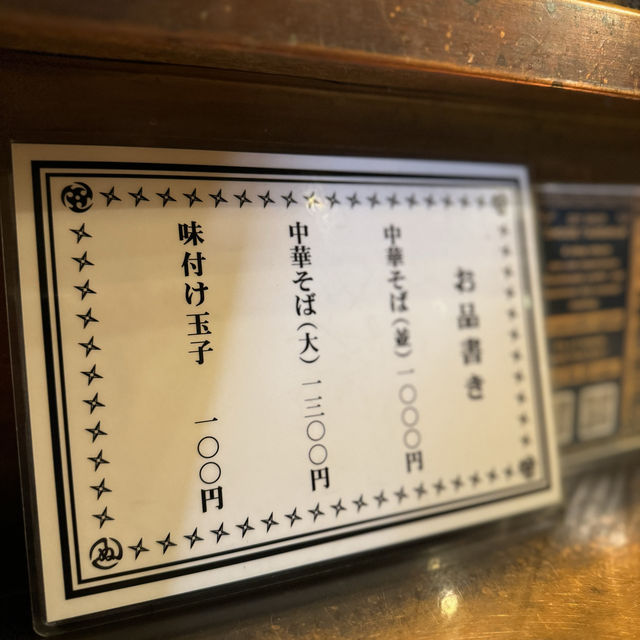 お品書き
中華そば（並）一〇〇〇円
中華そば（大）一三〇〇円
味付け玉子 一〇〇円
ぬ